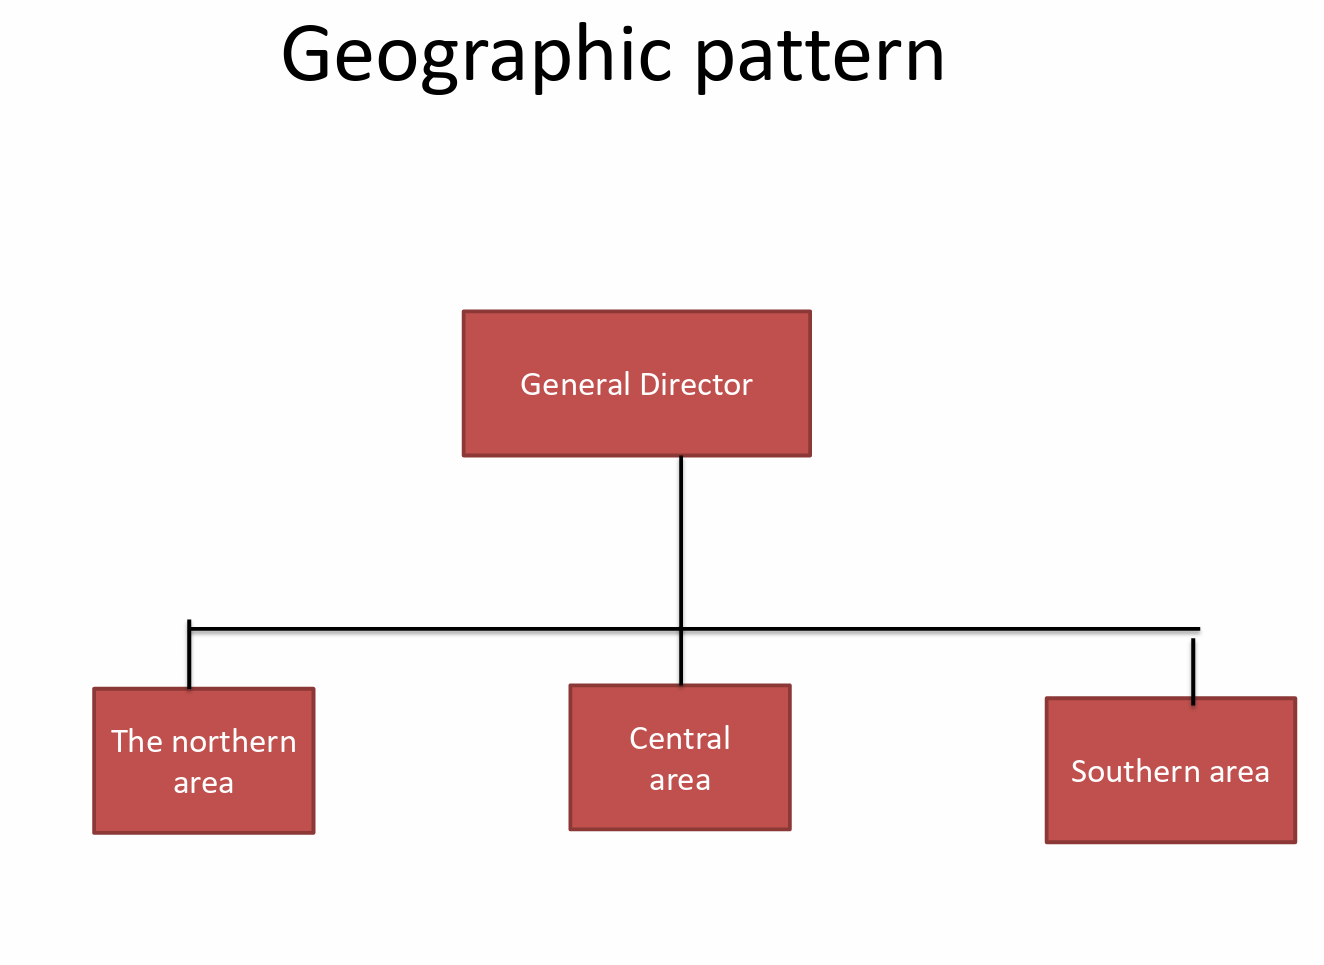 Geographic pattern
General Director
The northern
area
Central
area
Southern area